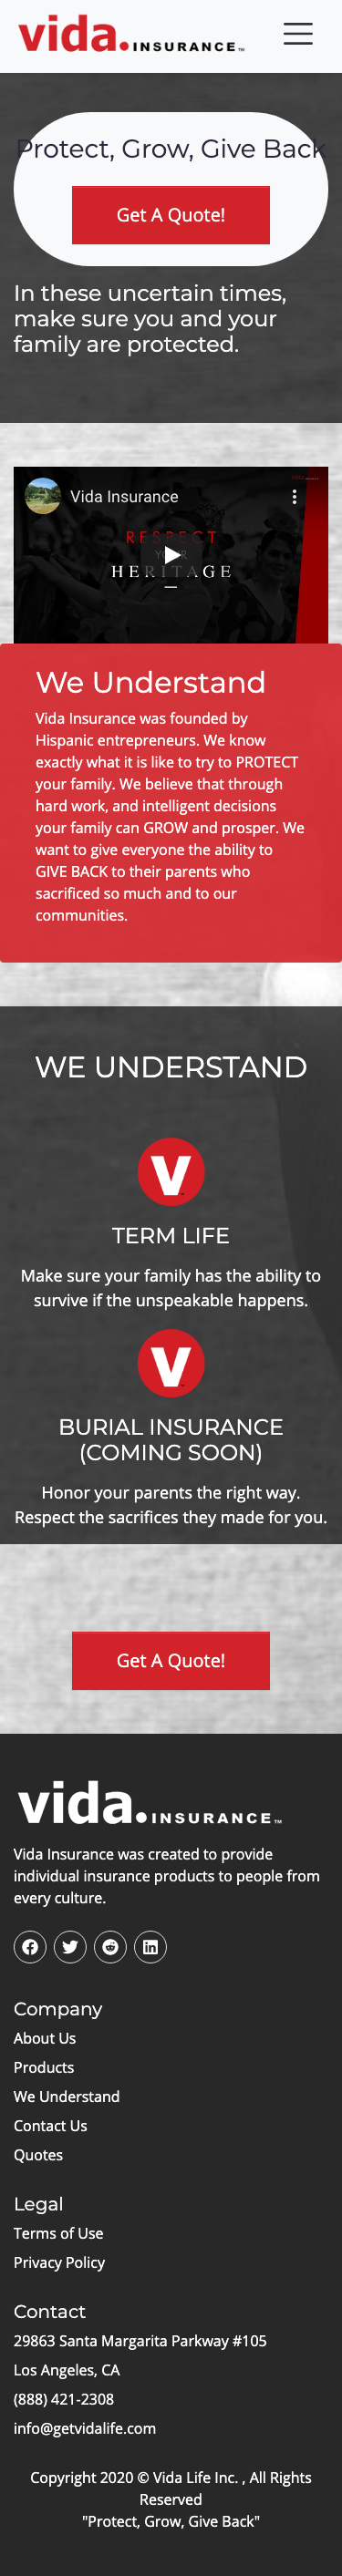 vida. INSURANCE™
Protect, Grow, Give Back
Get A Quote!
In these uncertain times,
make sure you and your
family are protected.
Vida Insurance
RESPECT
YOUR
HERITAGE
We Understand
Vida Insurance was founded by
Hispanic entrepreneurs. We know
exactly what it is like to try to PROTECT
your family. We believe that through
hard work, and intelligent decisions
your family can GROW and prosper. We
want to give everyone the ability to
GIVE BACK to their parents who
sacrificed so much and to our
communities.
WE UNDERSTAND
V
TERM LIFE
Make sure your family has the ability to
survive if the unspeakable happens.
V
BURIAL INSURANCE
(COMING SOON)
Honor your parents the right way.
Respect the sacrifices they made for you.
Get A Quote!
vida. INSURANCE™
Vida Insurance was created to provide
individual insurance products to people from
every culture.
Company
About Us
Products
We Understand
Contact Us
Quotes
Legal
Terms of Use
Privacy Policy
Contact
29863 Santa Margarita Parkway #105
Los Angeles, CA
(888) 421-2308
info@getvidalife.com
Copyright 2020 © Vida Life Inc. , All Rights
Reserved
"Protect, Grow, Give Back"